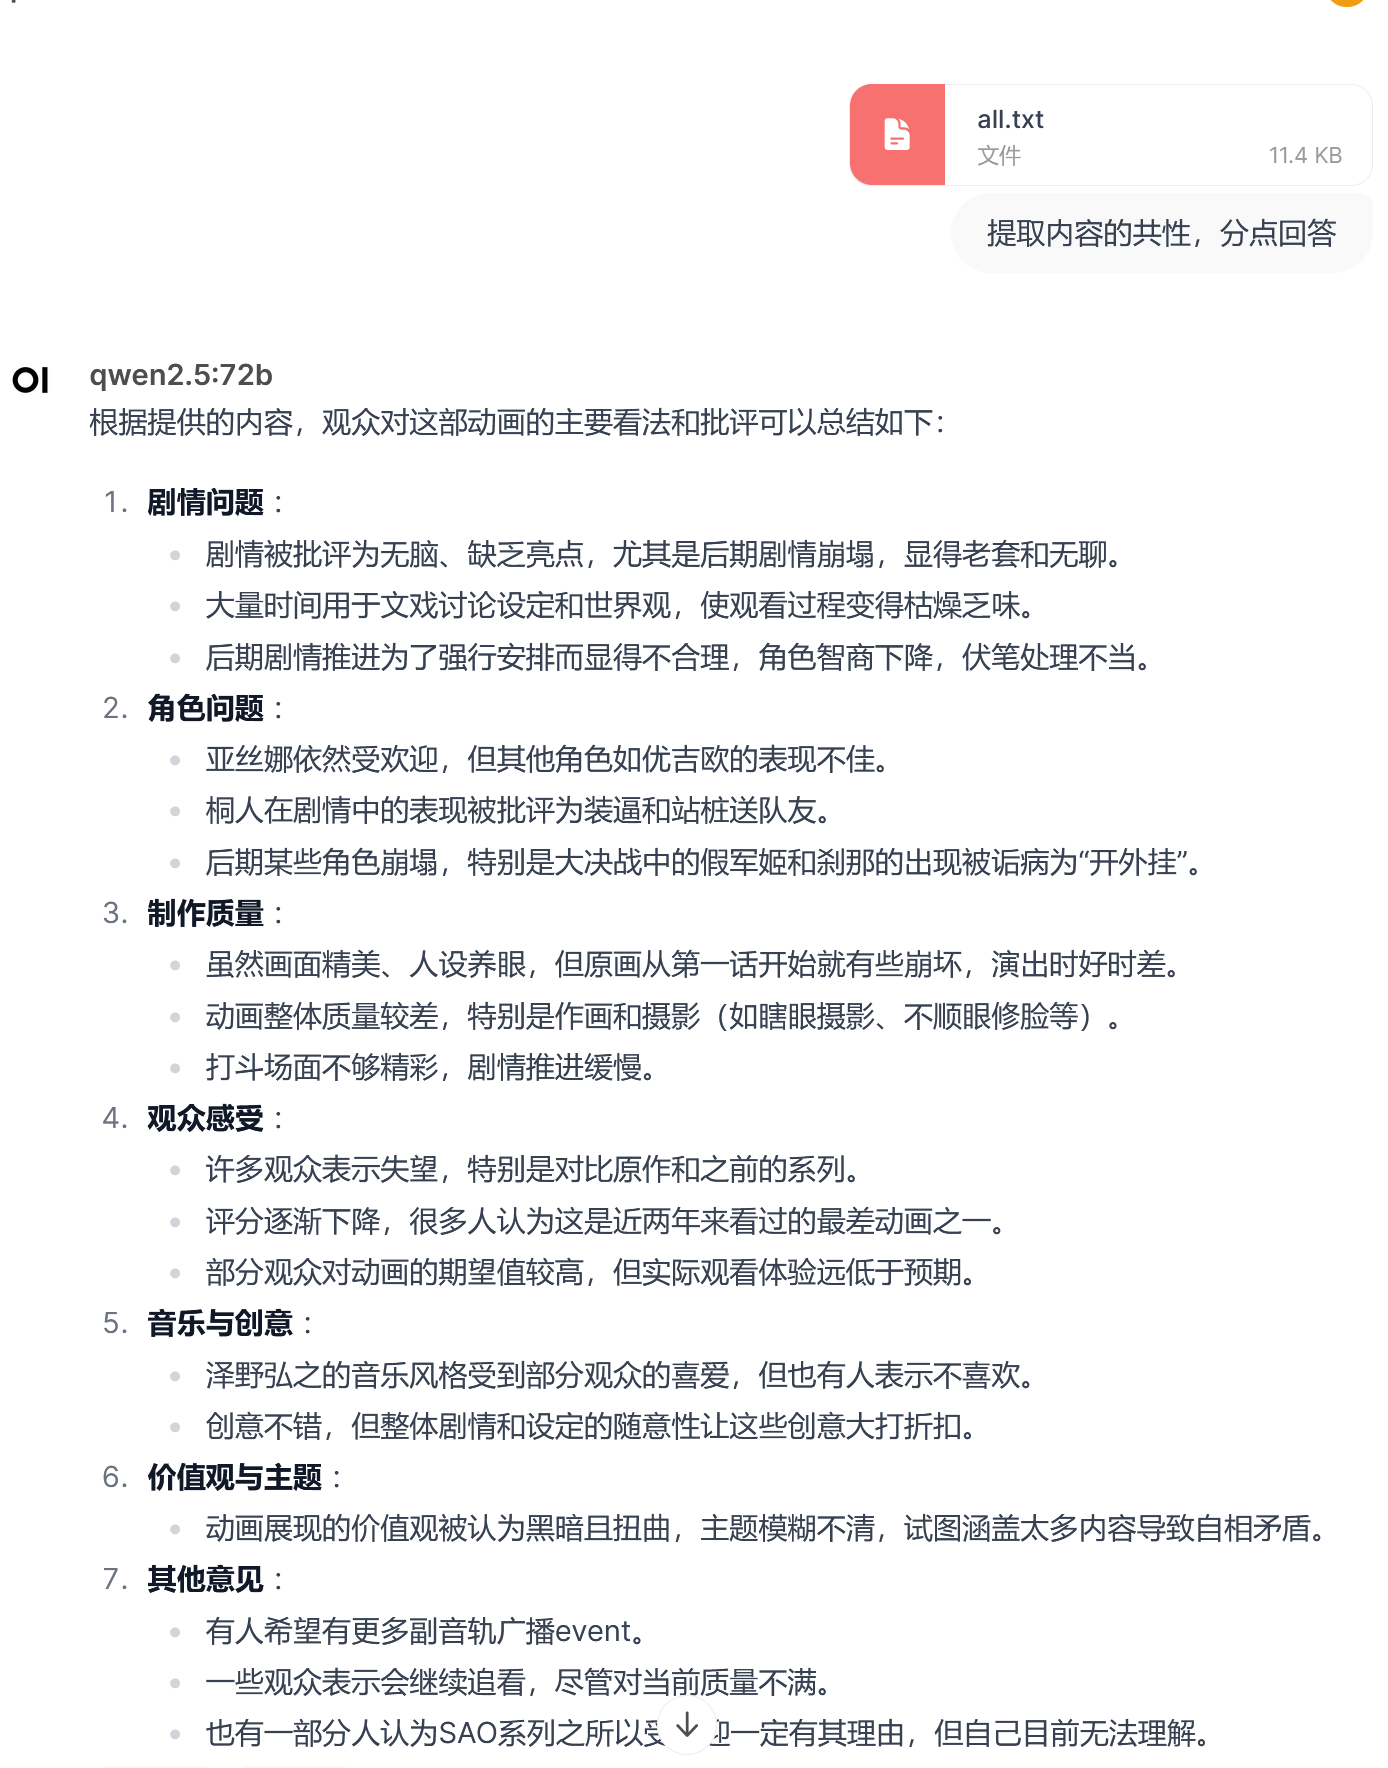 all.txt
文件 11.4 KB
提取内容的共性，分点回答
OI qwen2.5:72b
根据提供的内容，观众对这部动画的主要看法和批评可以总结如下：
1. 剧情问题：
剧情被批评为无脑、缺乏亮点，尤其是后期剧情崩塌，显得老套和无聊。
大量时间用于文戏讨论设定和世界观，使观看过程变得枯燥乏味。
后期剧情推进为了强行安排而显得不合理，角色智商下降，伏笔处理不当。
2. 角色问题：
亚丝娜依然受欢迎，但其他角色如优吉欧的表现不佳。
桐人在剧情中的表现被批评为装逼和站桩送队友。
后期某些角色崩塌，特别是大决战中的假军姬和刹那的出现被诟病为“开外挂”。
3. 制作质量：
虽然画面精美、人设养眼，但原画从第一话开始就有些崩坏，演出时好时差。
动画整体质量较差，特别是作画和摄影（如瞎眼摄影、不顺眼修脸等）。
打斗场面不够精彩，剧情推进缓慢。
4. 观众感受：
许多观众表示失望，特别是对比原作和之前的系列。
评分逐渐下降，很多人认为这是近两年来看过的最差动画之一。
部分观众对动画的期望值较高，但实际观看体验远低于预期。
5. 音乐与创意：
泽野弘之的音乐风格受到部分观众的喜爱，但也有人表示不喜欢。
创意不错，但整体剧情和设定的随意性让这些创意大打折扣。
6. 价值观与主题：
动画展现的价值观被认为黑暗且扭曲，主题模糊不清，试图涵盖太多内容导致自相矛盾。
7. 其他意见：
有人希望有更多副音轨广播event。
一些观众表示会继续追看，尽管对当前质量不满。
也有一部分人认为SAO系列之所以受迎一定有其理由，但自己目前无法理解。